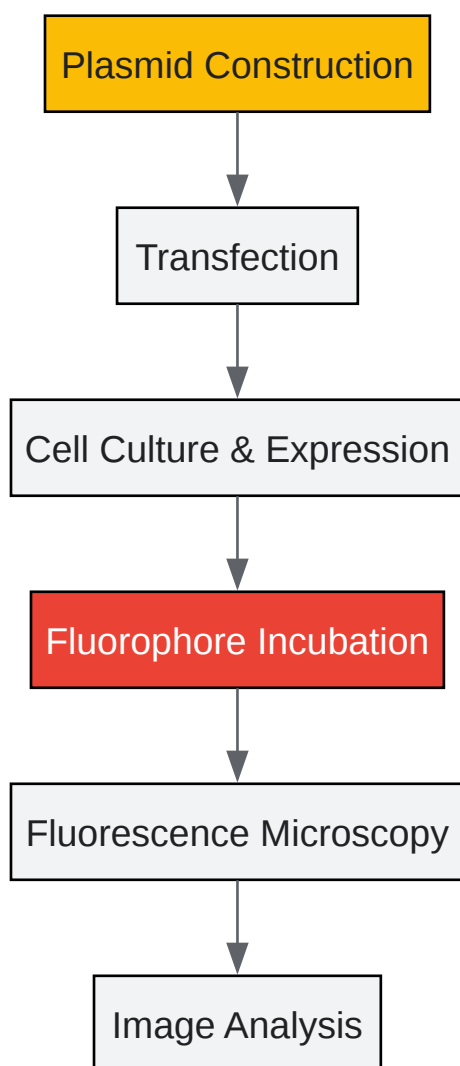 Plasmid Construction
Transfection
Cell Culture & Expression
Fluorophore Incubation
Fluorescence Microscopy
Image Analysis